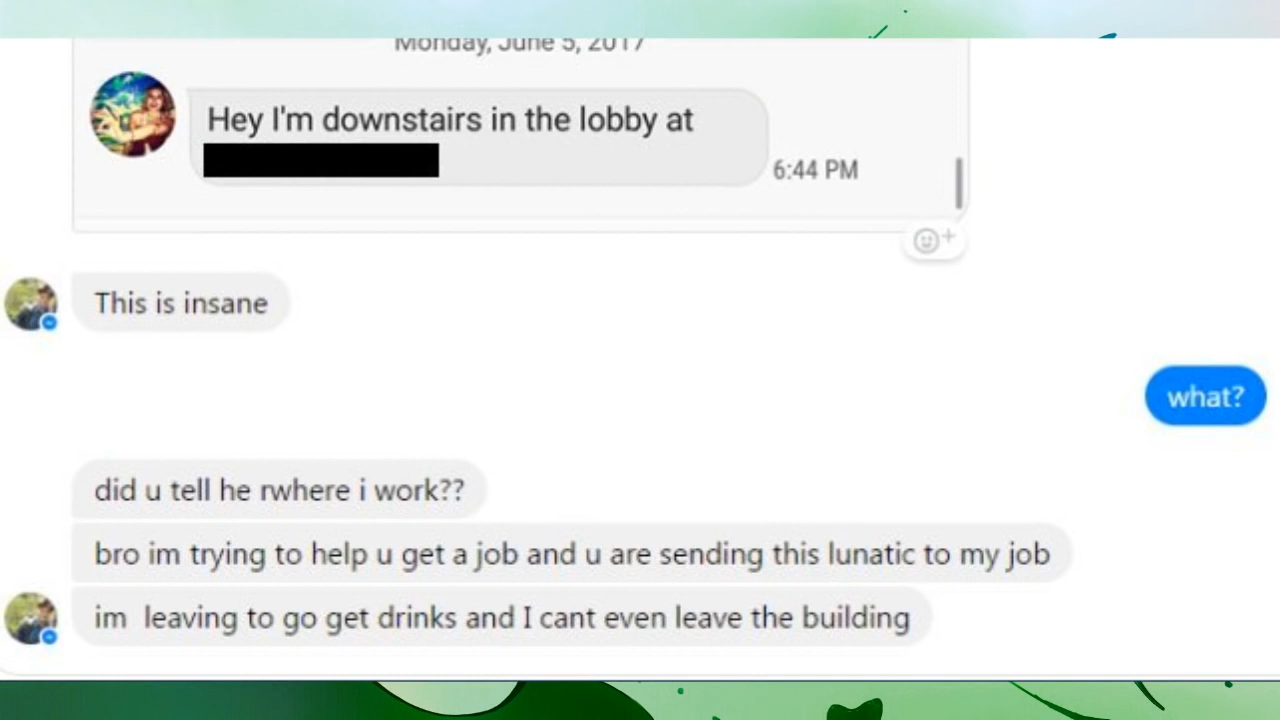 Monday, June 5, 2017
Hey I'm downstairs in the lobby at
6:44 PM
This is insane
what?
did u tell he rwhere i work??
bro im trying to help u get a job and u are sending this lunatic to my job
im leaving to go get drinks and I cant even leave the building